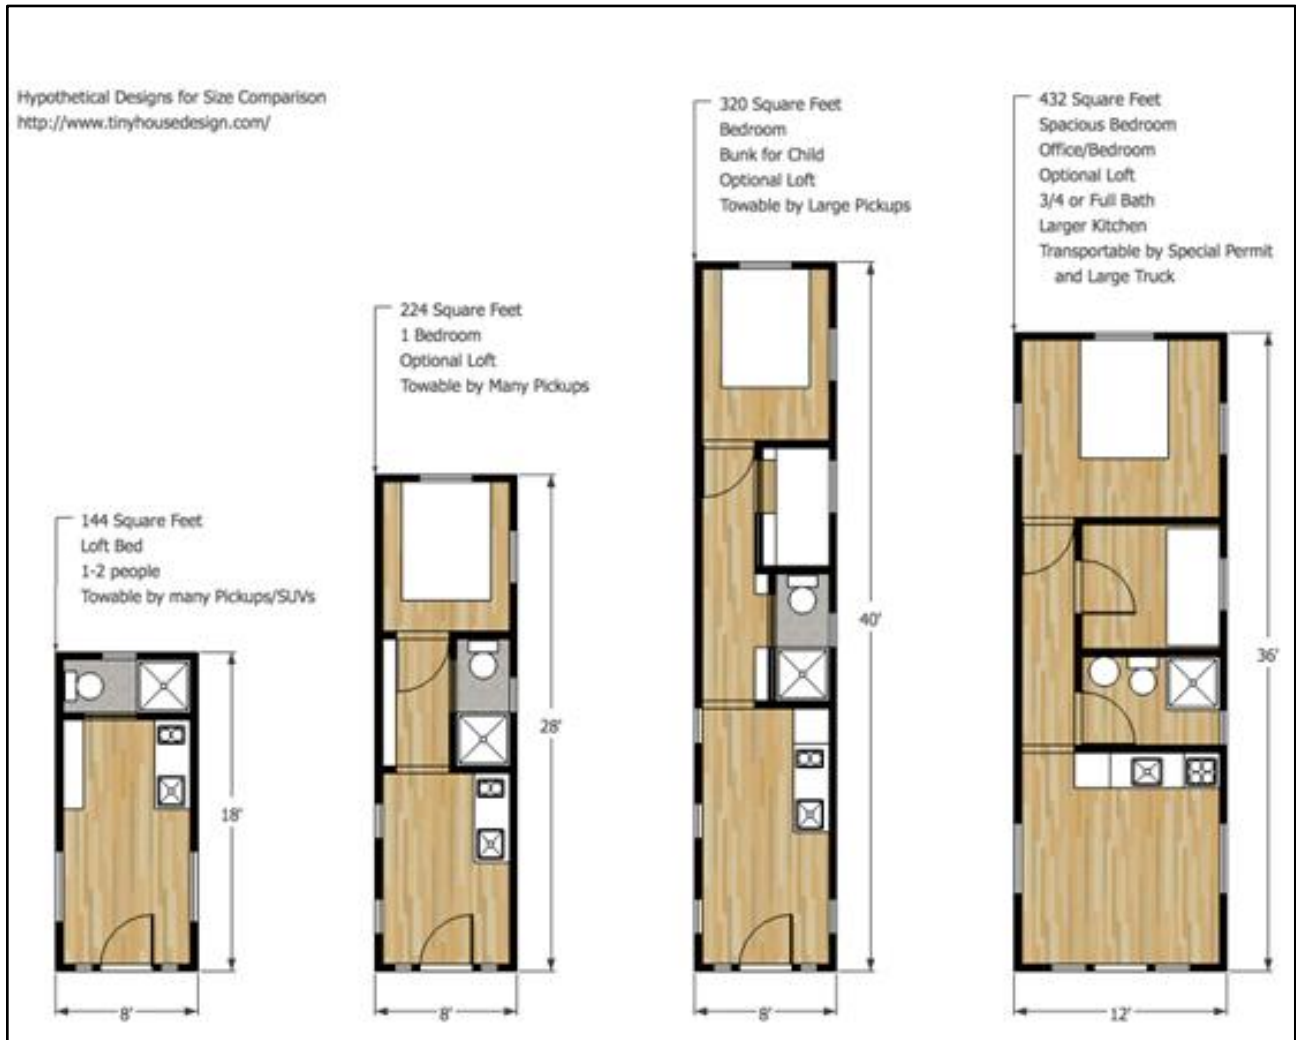 Hypothetical Designs for Size Comparison
http://www.tinyhousedesign.com/
144 Square Feet
Loft Bed
1-2 people
Towable by many Pickups/SUVs
18'
8'
224 Square Feet
1 Bedroom
Optional Loft
Towable by Many Pickups
28'
8'
320 Square Feet
Bedroom
Bunk for Child
Optional Loft
Towable by Large Pickups
40'
8'
432 Square Feet
Spacious Bedroom
Office/Bedroom
Optional Loft
3/4 or Full Bath
Larger Kitchen
Transportable by Special Permit
and Large Truck
36'
12'